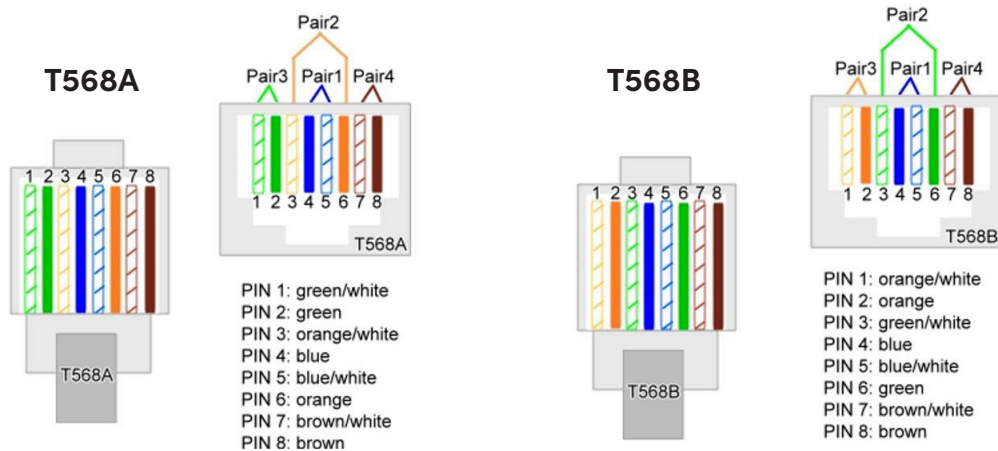 T568A
Pair2
Pair3 Pair1 Pair4
1 2 3 4 5 6 7 8
1 2 3 4 5 6 7 8
T568A
T568A
PIN 1: green/white
PIN 2: green
PIN 3: orange/white
PIN 4: blue
PIN 5: blue/white
PIN 6: orange
PIN 7: brown/white
PIN 8: brown
T568B
Pair2
Pair3 Pair1 Pair4
1 2 3 4 5 6 7 8
1 2 3 4 5 6 7 8
T568B
T568B
PIN 1: orange/white
PIN 2: orange
PIN 3: green/white
PIN 4: blue
PIN 5: blue/white
PIN 6: green
PIN 7: brown/white
PIN 8: brown